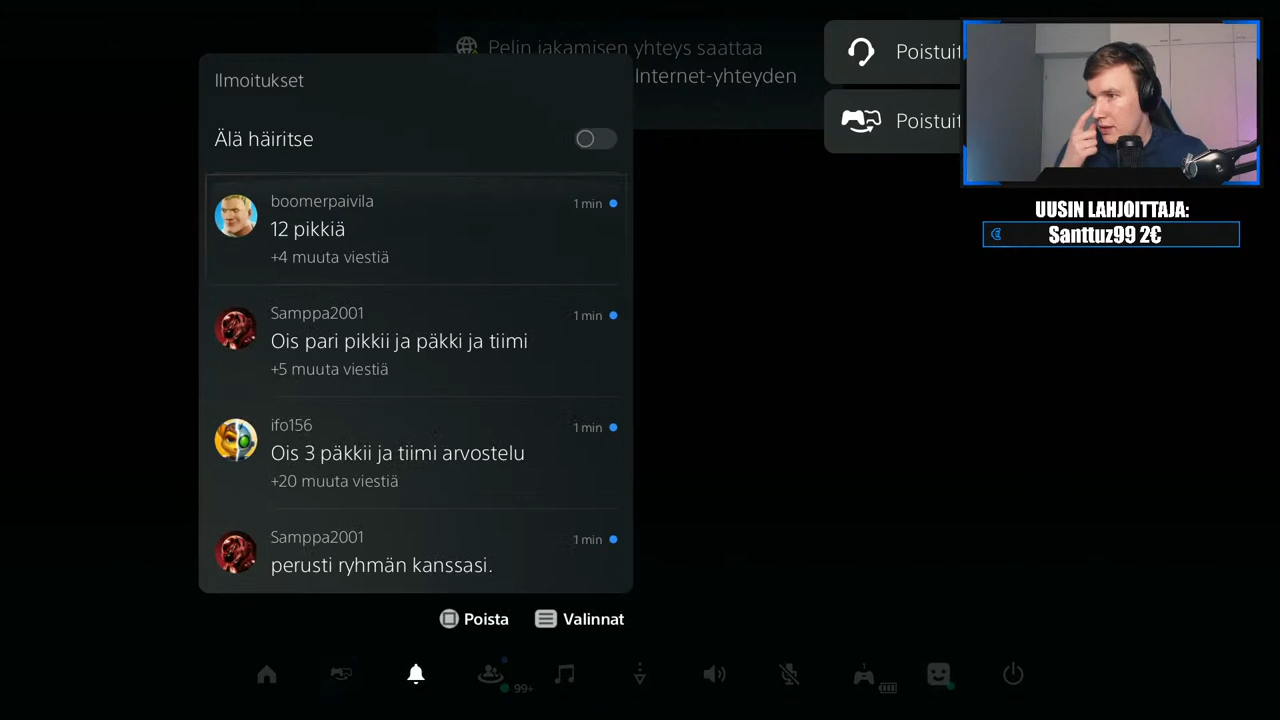 Pelin jakamisen yhteys saattaa
Internet-yhteyden
Poistuit
Poistuit
Ilmoitukset
Älä häiritse
boomerpaivila
1 min
12 pikkiä
+4 muuta viestiä
Samppa2001
1 min
Ois pari pikkii ja päkki ja tiimi
+5 muuta viestiä
ifo156
1 min
Ois 3 päkkii ja tiimi arvostelu
+20 muuta viestiä
Samppa2001
1 min
perusti ryhmän kanssasi.
Poista
Valinnat
99+
UUSIN LAHJOITTAJA:
Santtuz99 2€